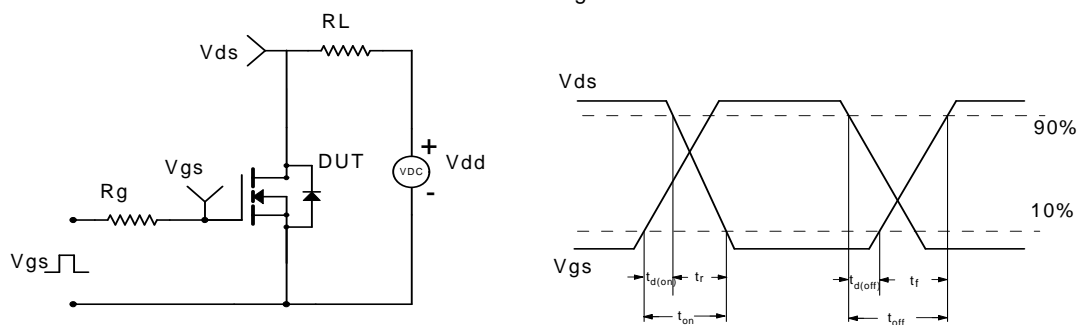 g
RL
Vds
Vgs
DUT
Rg
+
VDC
Vdd
-
Vgs
Vds
90%
10%
Vgs
td(on)
tr
td(off)
tf
ton
toff